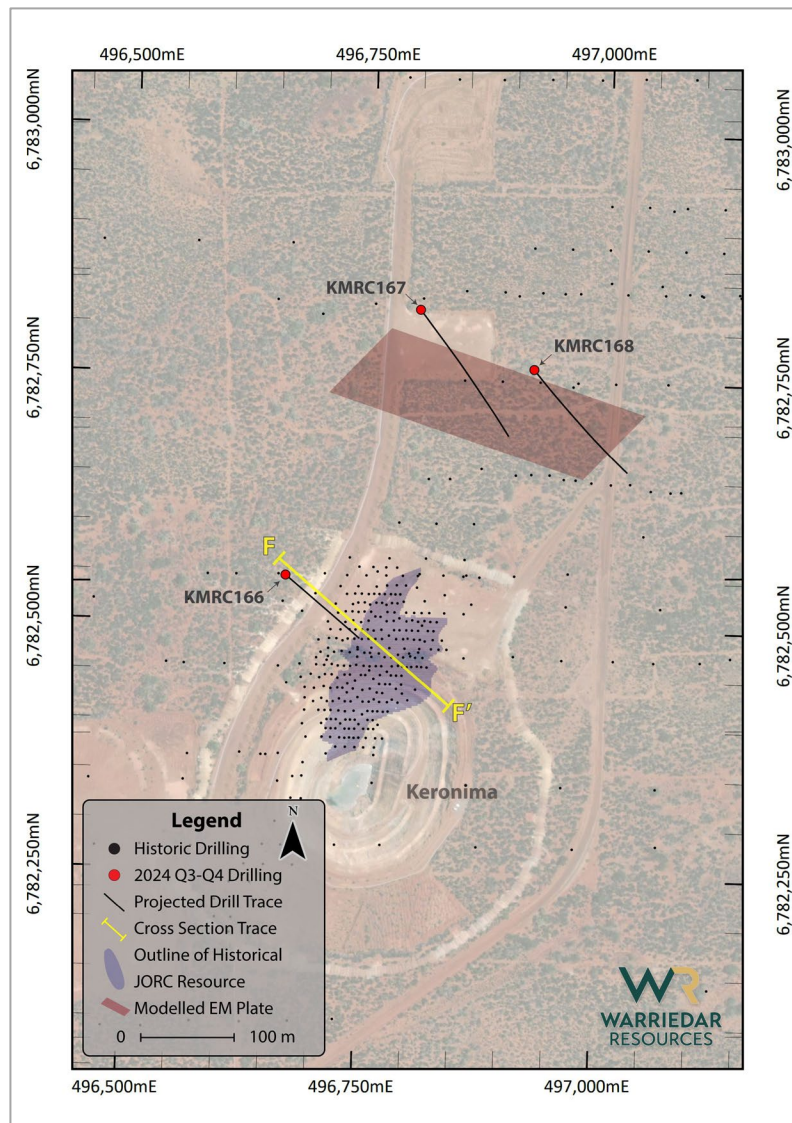 496,500mE 496,750mE 497,000mE
6,783,000mN 6,783,000mN
KMRC167
KMRC168
6,782,750mN 6,782,750mN
F
KMRC166
6,782,500mN 6,782,500mN
F'
Keronima
6,782,250mN 6,782,250mN
Legend
N
Historic Drilling
2024 Q3-Q4 Drilling
Projected Drill Trace
Cross Section Trace
Outline of Historical
JORC Resource
Modelled EM Plate
0 100 m
WR
WARRIEDAR
RESOURCES
496,500mE 496,750mE 497,000mE